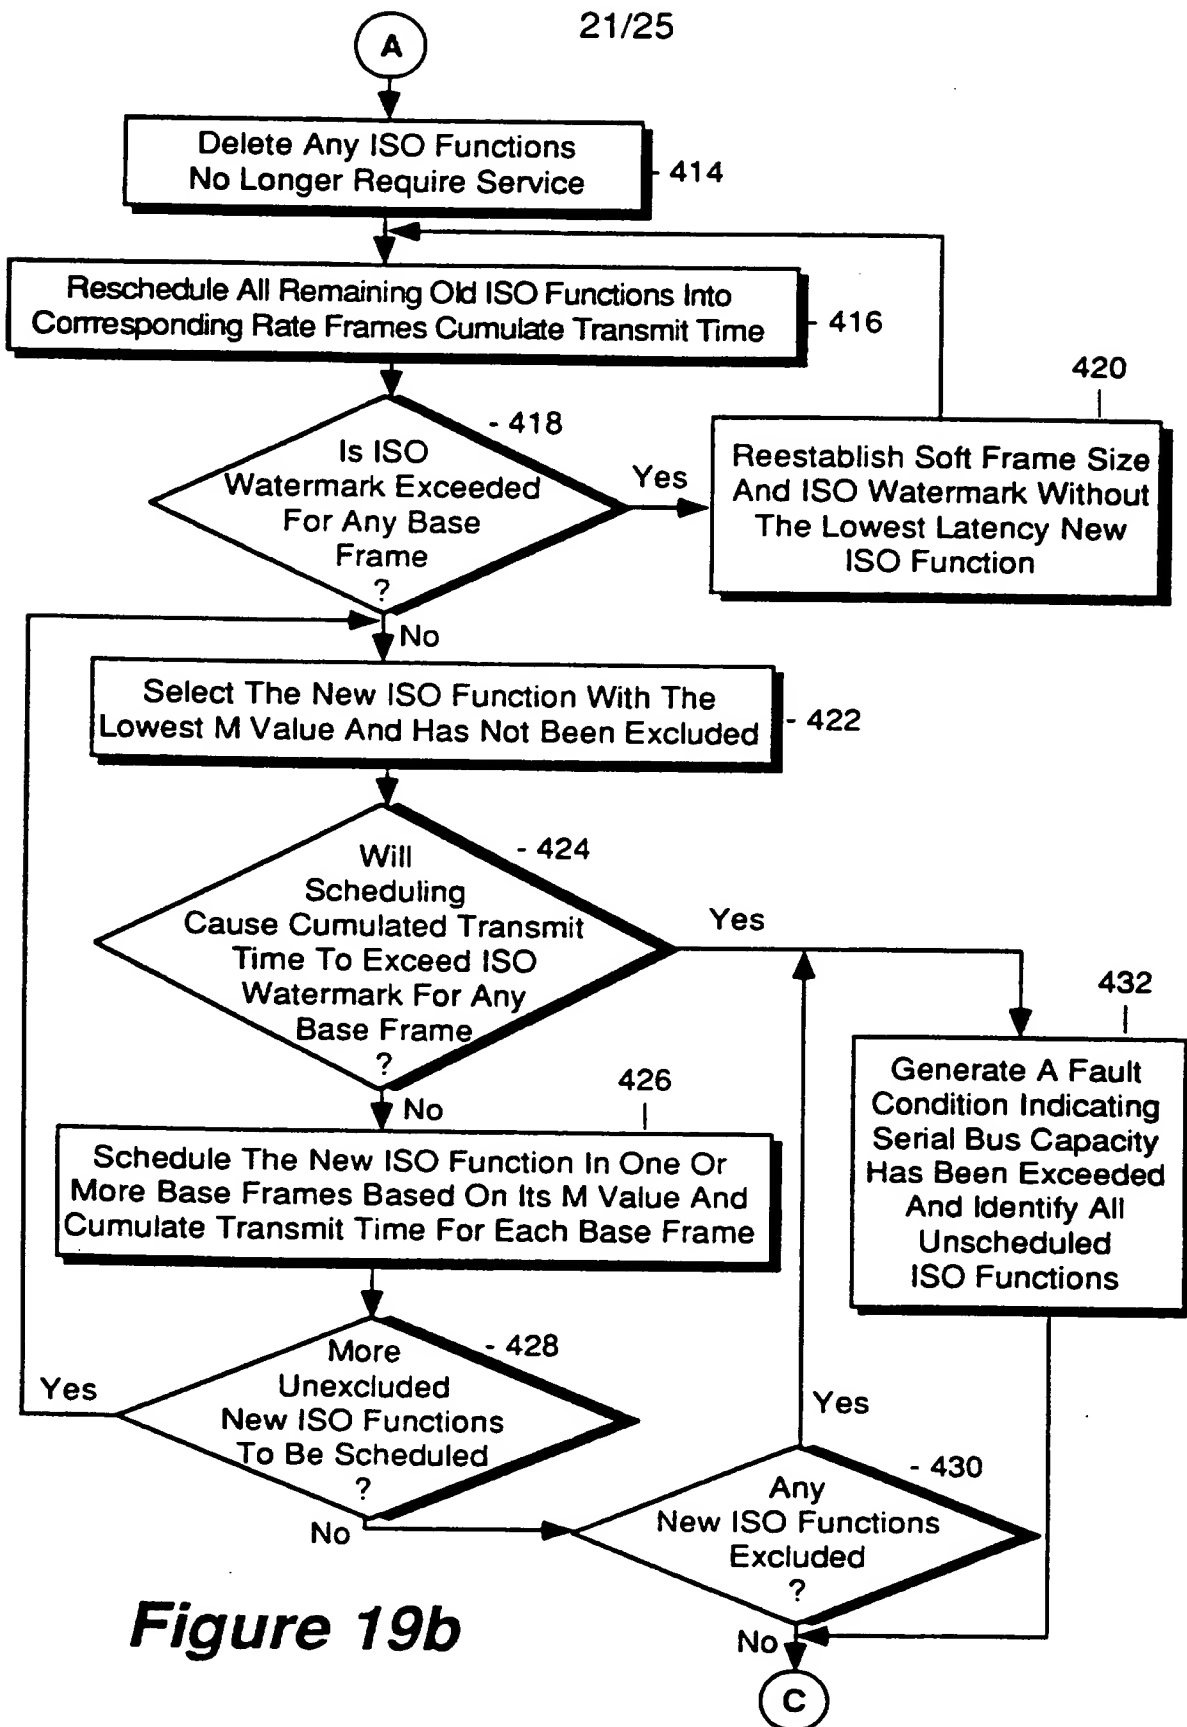 21/25
A
Delete Any ISO Functions
No Longer Require Service
- 414
Reschedule All Remaining Old ISO Functions Into
Corrresponding Rate Frames Cumulate Transmit Time
- 416
420
- 418
Is ISO
Watermark Exceeded
For Any Base
Frame
?
Yes
Reestablish Soft Frame Size
And ISO Watermark Without
The Lowest Latency New
ISO Function
No
Select The New ISO Function With The
Lowest M Value And Has Not Been Excluded
- 422
- 424
Will
Scheduling
Cause Cumulated Transmit
Time To Exceed ISO
Watermark For Any
Base Frame
?
Yes
432
Generate A Fault
Condition Indicating
Serial Bus Capacity
Has Been Exceeded
And Identify All
Unscheduled
ISO Functions
No
426
Schedule The New ISO Function In One Or
More Base Frames Based On Its M Value And
Cumulate Transmit Time For Each Base Frame
- 428
More
Unexcluded
New ISO Functions
To Be Scheduled
?
Yes
No
Yes
- 430
Any
New ISO Functions
Excluded
?
No
C
Figure 19b